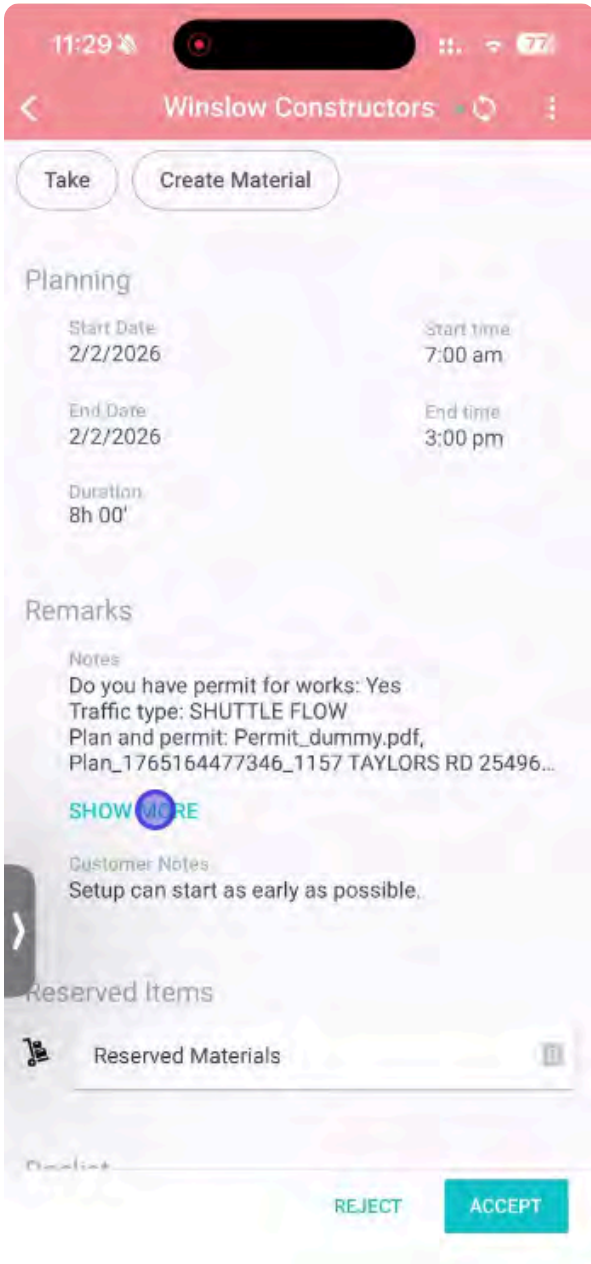 11:29
77
Winslow Constructors
Take
Create Material
Planning
Start Date
Start time
2/2/2026
7:00 am
End Date
End time
2/2/2026
3:00 pm
Duration
8h 00'
Remarks
Notes
Do you have permit for works: Yes
Traffic type: SHUTTLE FLOW
Plan and permit: Permit_dummy.pdf,
Plan_1765164477346_1157 TAYLORS RD 25496...
SHOW MORE
Customer Notes
Setup can start as early as possible.
Reserved Items
Reserved Materials
REJECT
ACCEPT